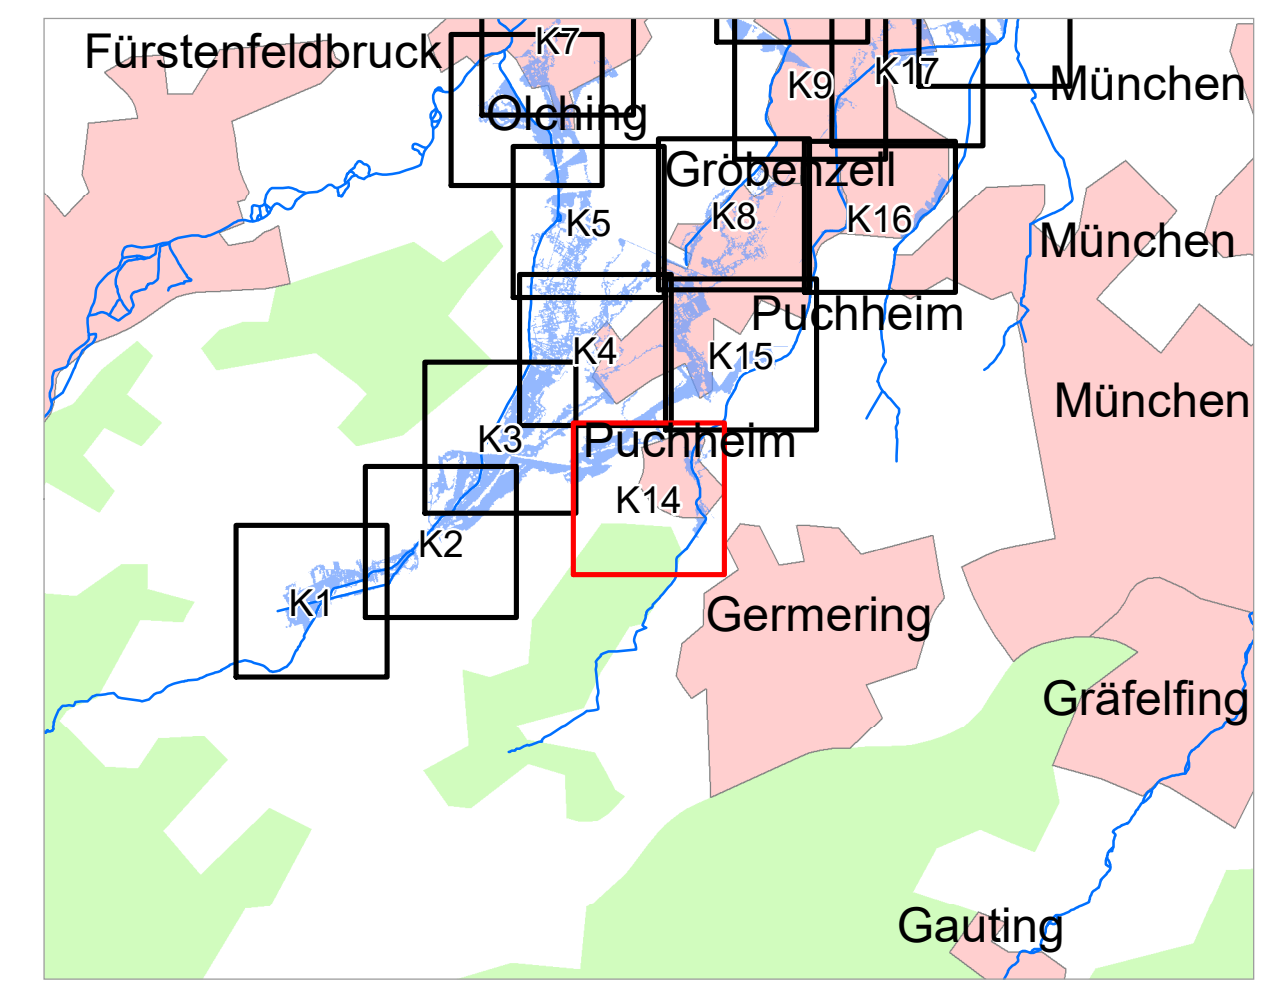 Fürstenfeldbruck
K7
K9
K17
München
Olching
Gröbenzell
K5
K8
K16
München
Puchheim
K4
K15
München
K3
Puchheim
K14
K2
K1
Germering
Gräfelfing
Gauting